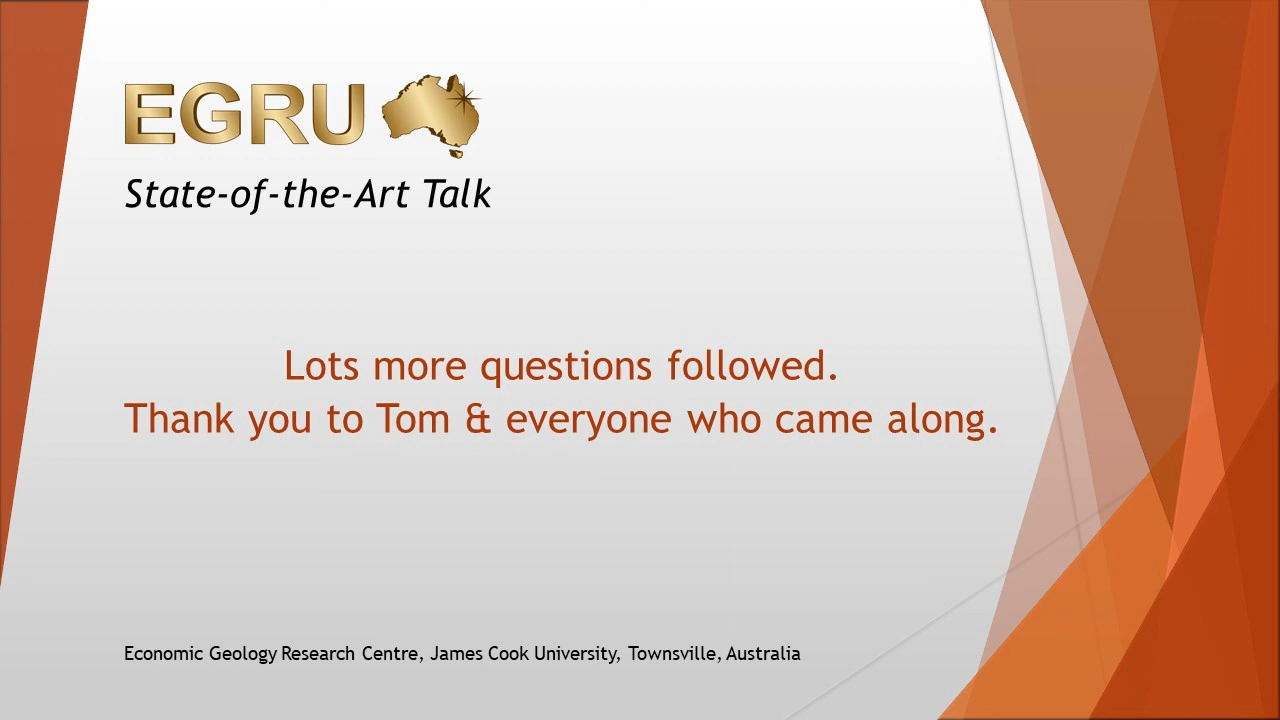 EGRU
State-of-the-Art Talk
Lots more questions followed.
Thank you to Tom & everyone who came along.
Economic Geology Research Centre, James Cook University, Townsville, Australia